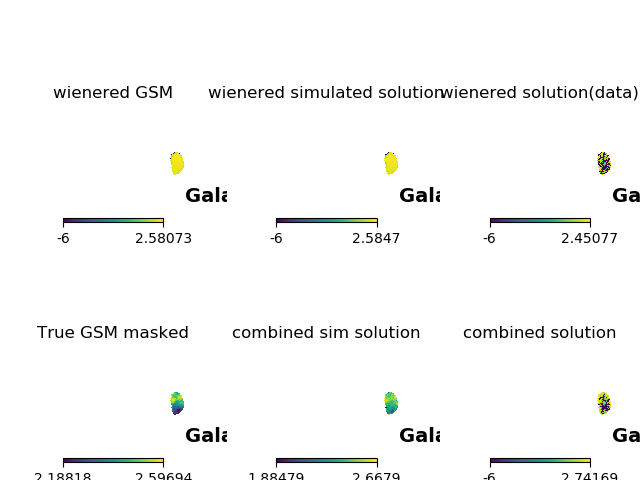 wienered GSM
wienered simulated solution
wienered solution(data)
Gala
Gala
Ga
-6 2.58073
-6 2.5847
-6 2.45077
True GSM masked
combined sim solution
combined solution
Gala
Gala
Ga
2.18818 2.59694
1.88479 2.6679
-6 2.74169